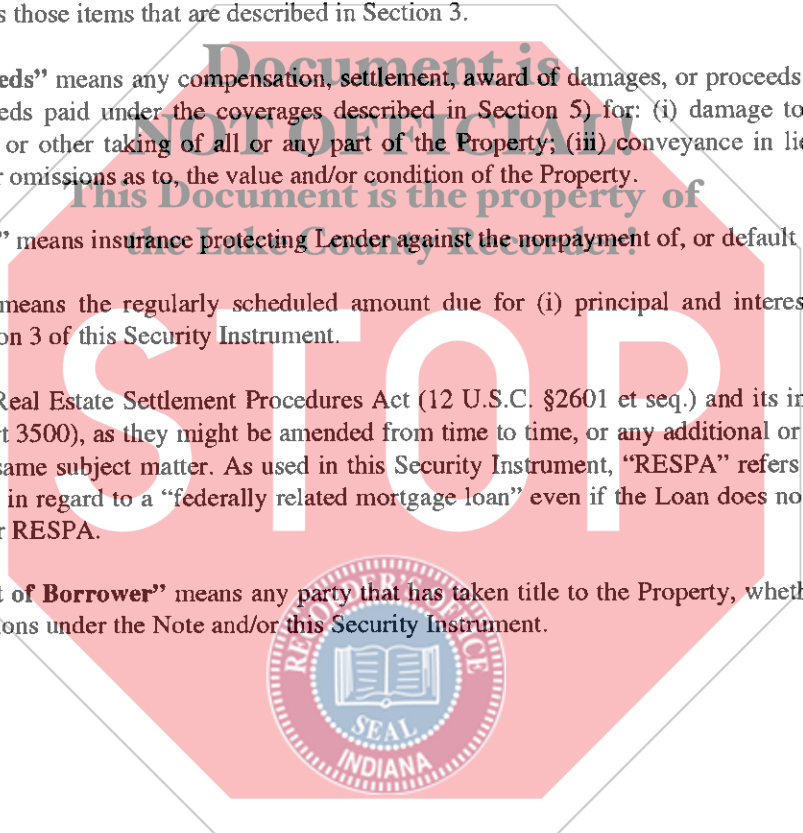 s those items that are described in Section 3.
Document is
eds” means any compensation, settlement, award of damages, or proceeds
eds paid under the coverages described in Section 5) for: (i) damage to
NOT OFFICIAL!
or other taking of all or any part of the Property; (iii) conveyance in lie
r omissions as to, the value and/or condition of the Property.
This Document is the property of
” means insurance protecting Lender against the nonpayment of, or default
the Lake County Recorder!
means the regularly scheduled amount due for (i) principal and interes
on 3 of this Security Instrument.
STOP
Real Estate Settlement Procedures Act (12 U.S.C. §2601 et seq.) and its in
t 3500), as they might be amended from time to time, or any additional or
same subject matter. As used in this Security Instrument, “RESPA” refers
in regard to a “federally related mortgage loan” even if the Loan does no
r RESPA.
t of Borrower” means any party that has taken title to the Property, wheth
ons under the Note and/or this Security Instrument.
RECORDER'S OFFICE
SEAL
INDIANA